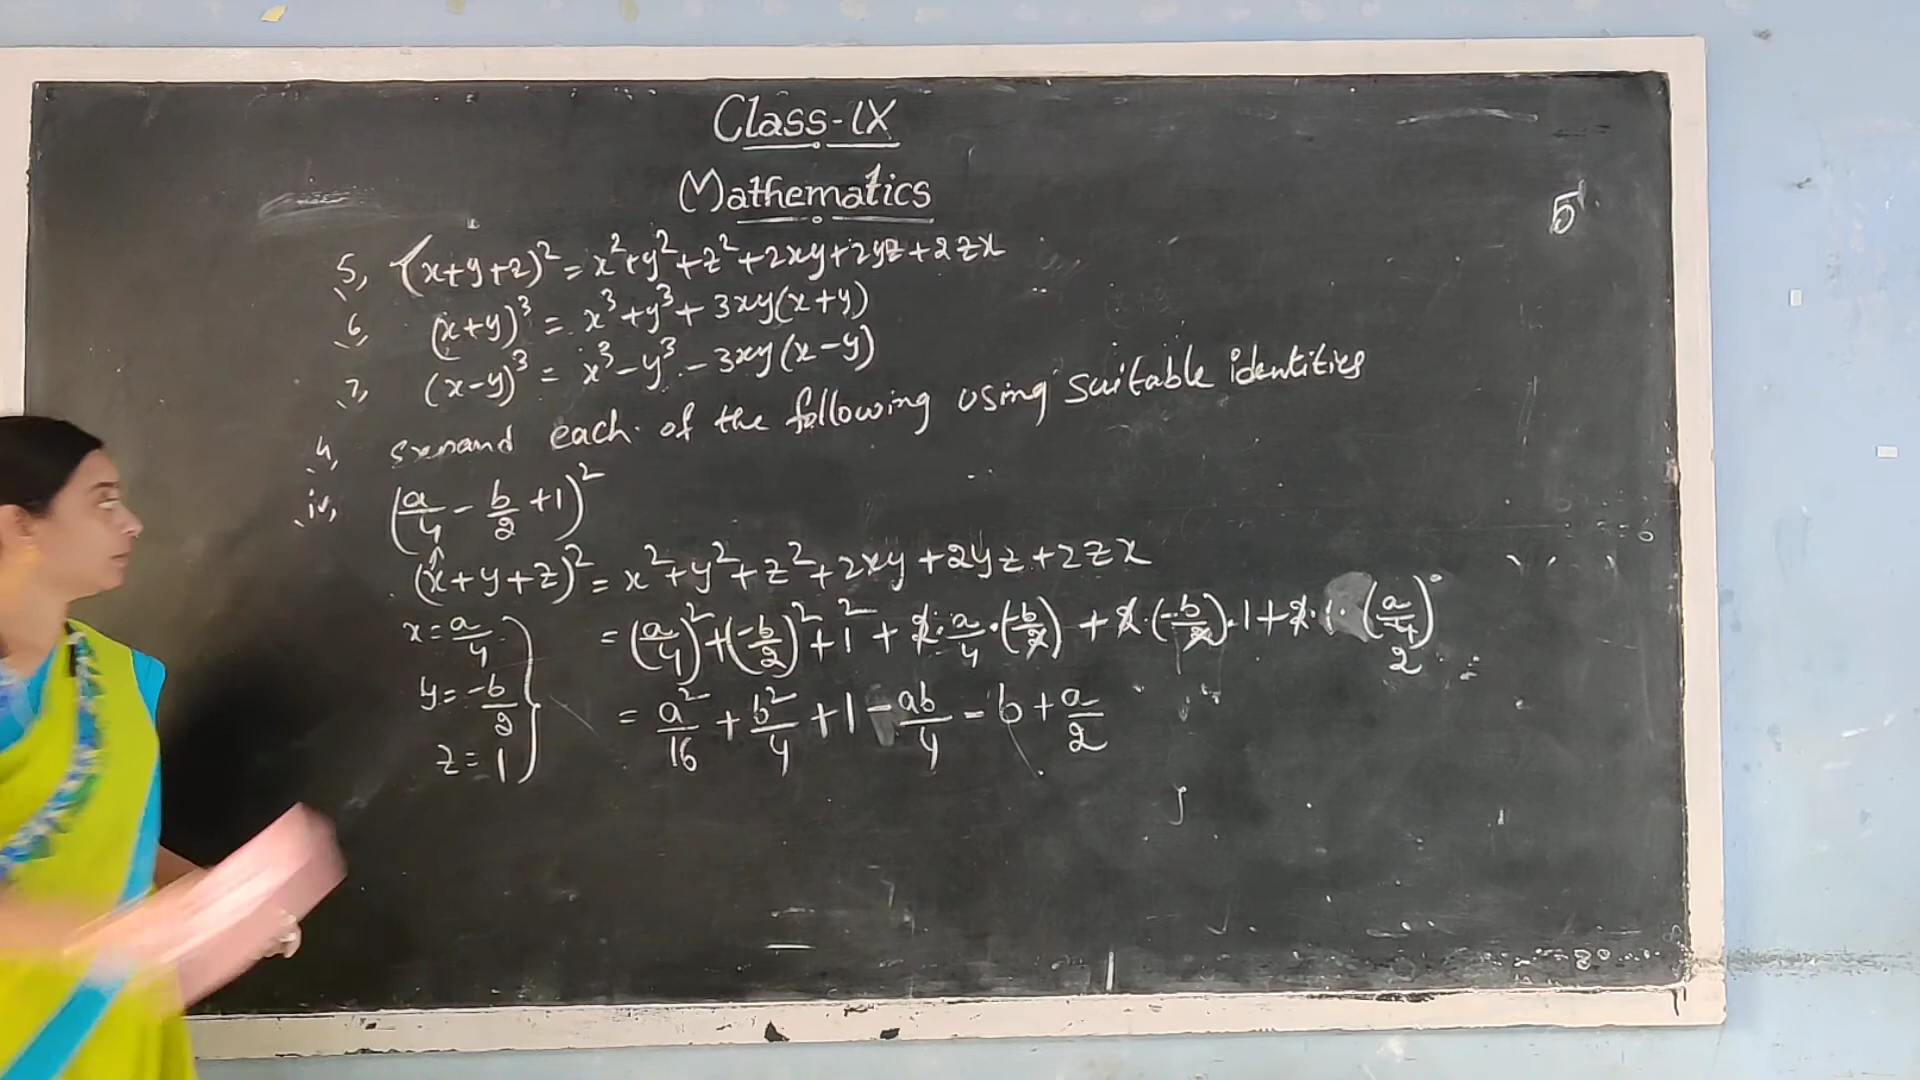 Class-IX
Mathematics
5
5, (x+y+z)² = x²+y²+z²+2xy+2yz+2zx
6, (x+y)³ = x³+y³+3xy(x+y)
7, (x-y)³ = x³-y³-3xy(x-y)
4, Expand each of the following using suitable identities
iv, (a/4 - b/2 + 1)²
(x+y+z)² = x²+y²+z²+2xy+2yz+2zx
x = a/4 = (a/4)²+(-b/2)²+1²+2·a/4·(-b/2)+2·(-b/2)·1+2·1·(a/4)
2
y = -b/2 = a²/16 + b²/4 + 1 - ab/4 - b + a/2
z = 1